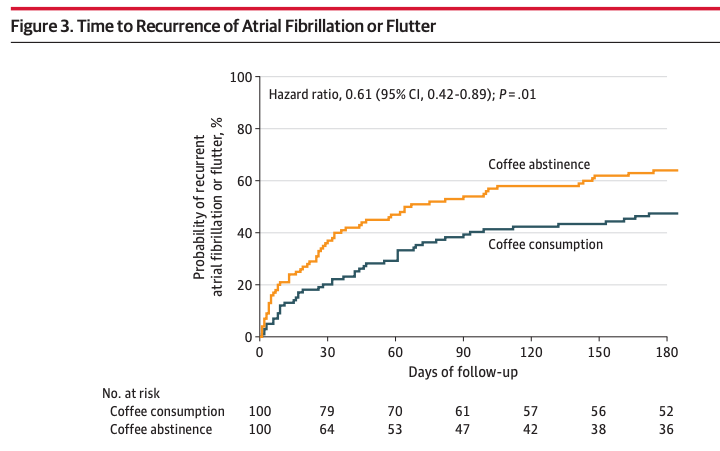 Figure 3. Time to Recurrence of Atrial Fibrillation or Flutter
100
80
60
40
20
0
Probability of recurrent
atrial fibrillation or flutter, %
Hazard ratio, 0.61 (95% CI, 0.42-0.89); P = .01
Coffee abstinence
Coffee consumption
0 30 60 90 120 150 180
Days of follow-up
No. at risk
Coffee consumption 100 79 70 61 57 56 52
Coffee abstinence 100 64 53 47 42 38 36